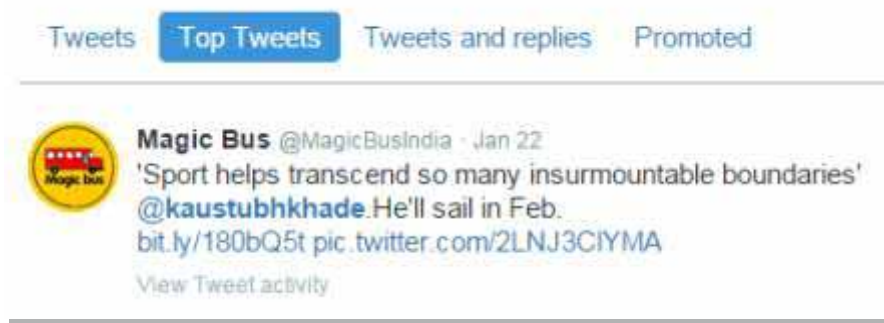 Tweets Top Tweets Tweets and replies Promoted
Magic bus
Magic Bus @MagicBusIndia · Jan 22
'Sport helps transcend so many insurmountable boundaries'
@kaustubhkhade.He'll sail in Feb.
bit.ly/180bQ5t pic.twitter.com/2LNJ3CIYMA
View Tweet activity